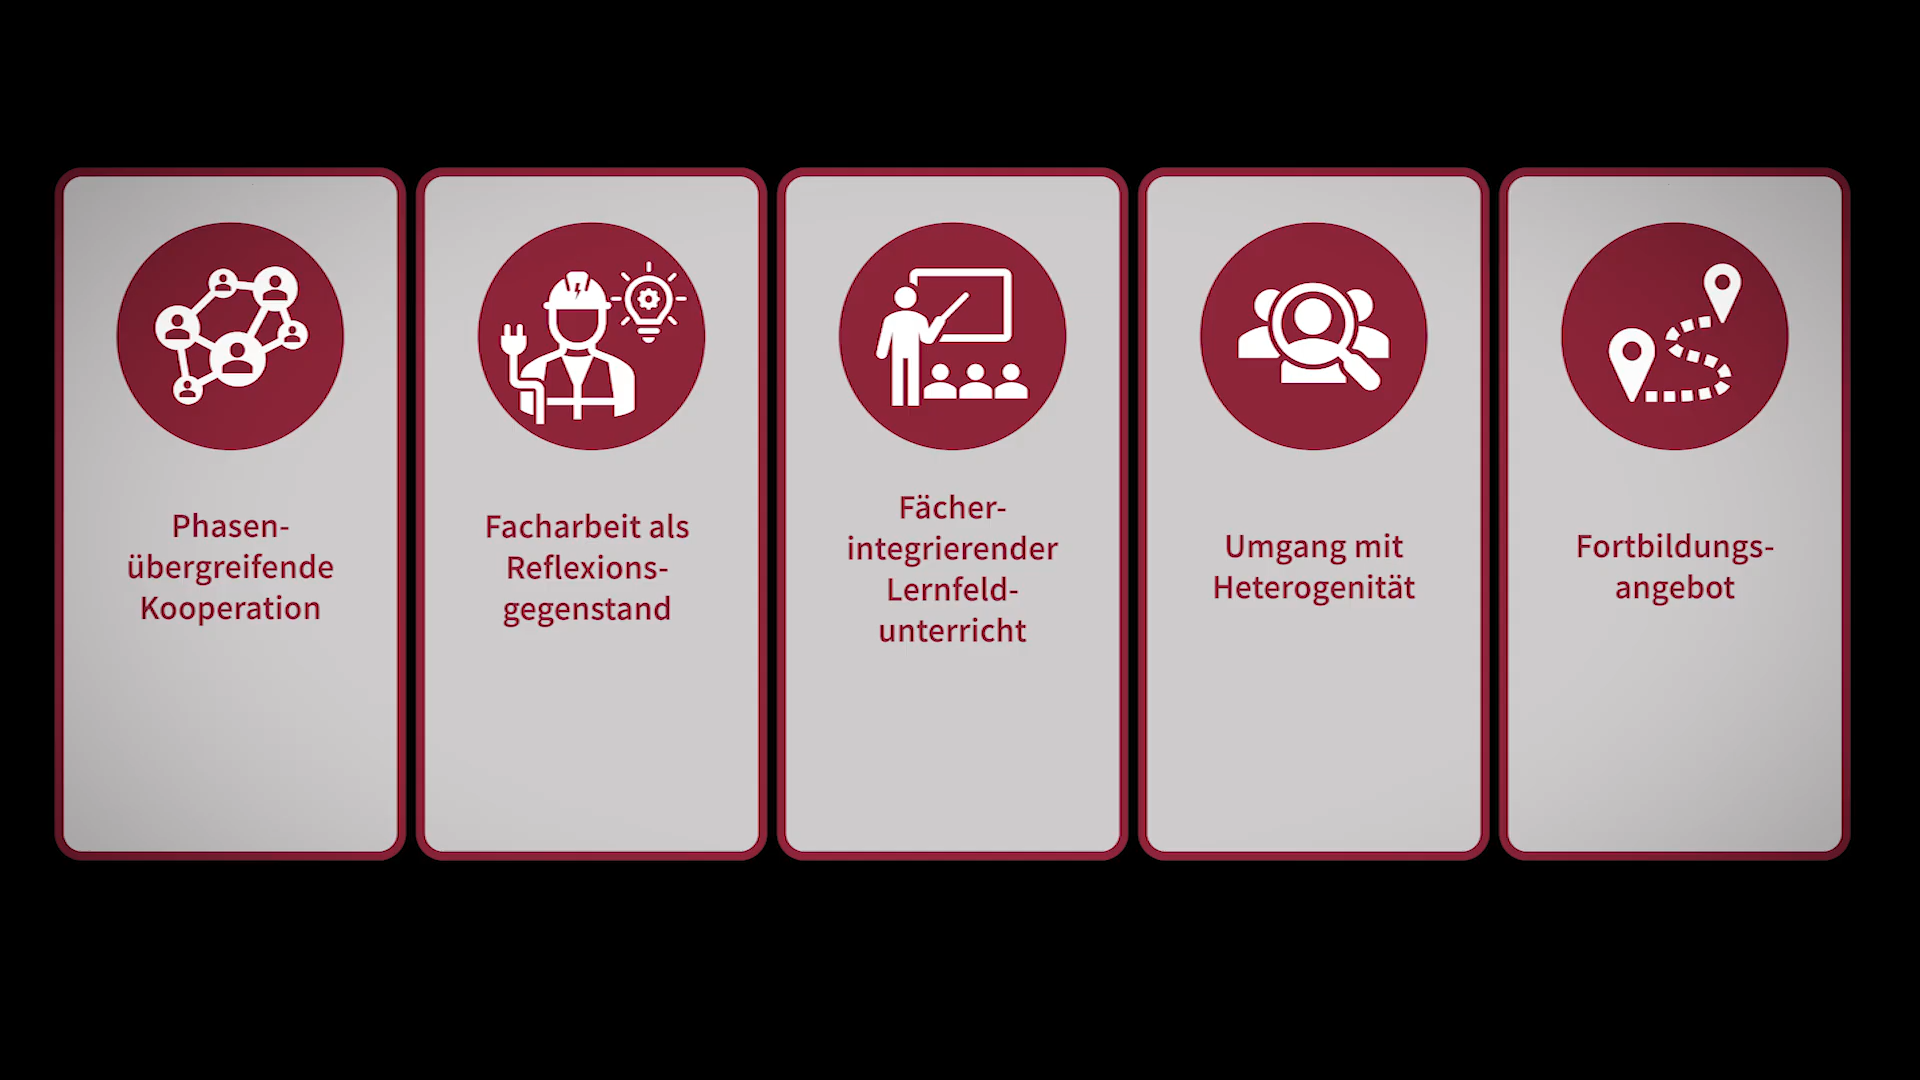 Phasen-
übergreifende
Kooperation
Facharbeit als
Reflexions-
gegenstand
Fächer-
integrierender
Lernfeld-
unterricht
Umgang mit
Heterogenität
Fortbildungs-
angebot